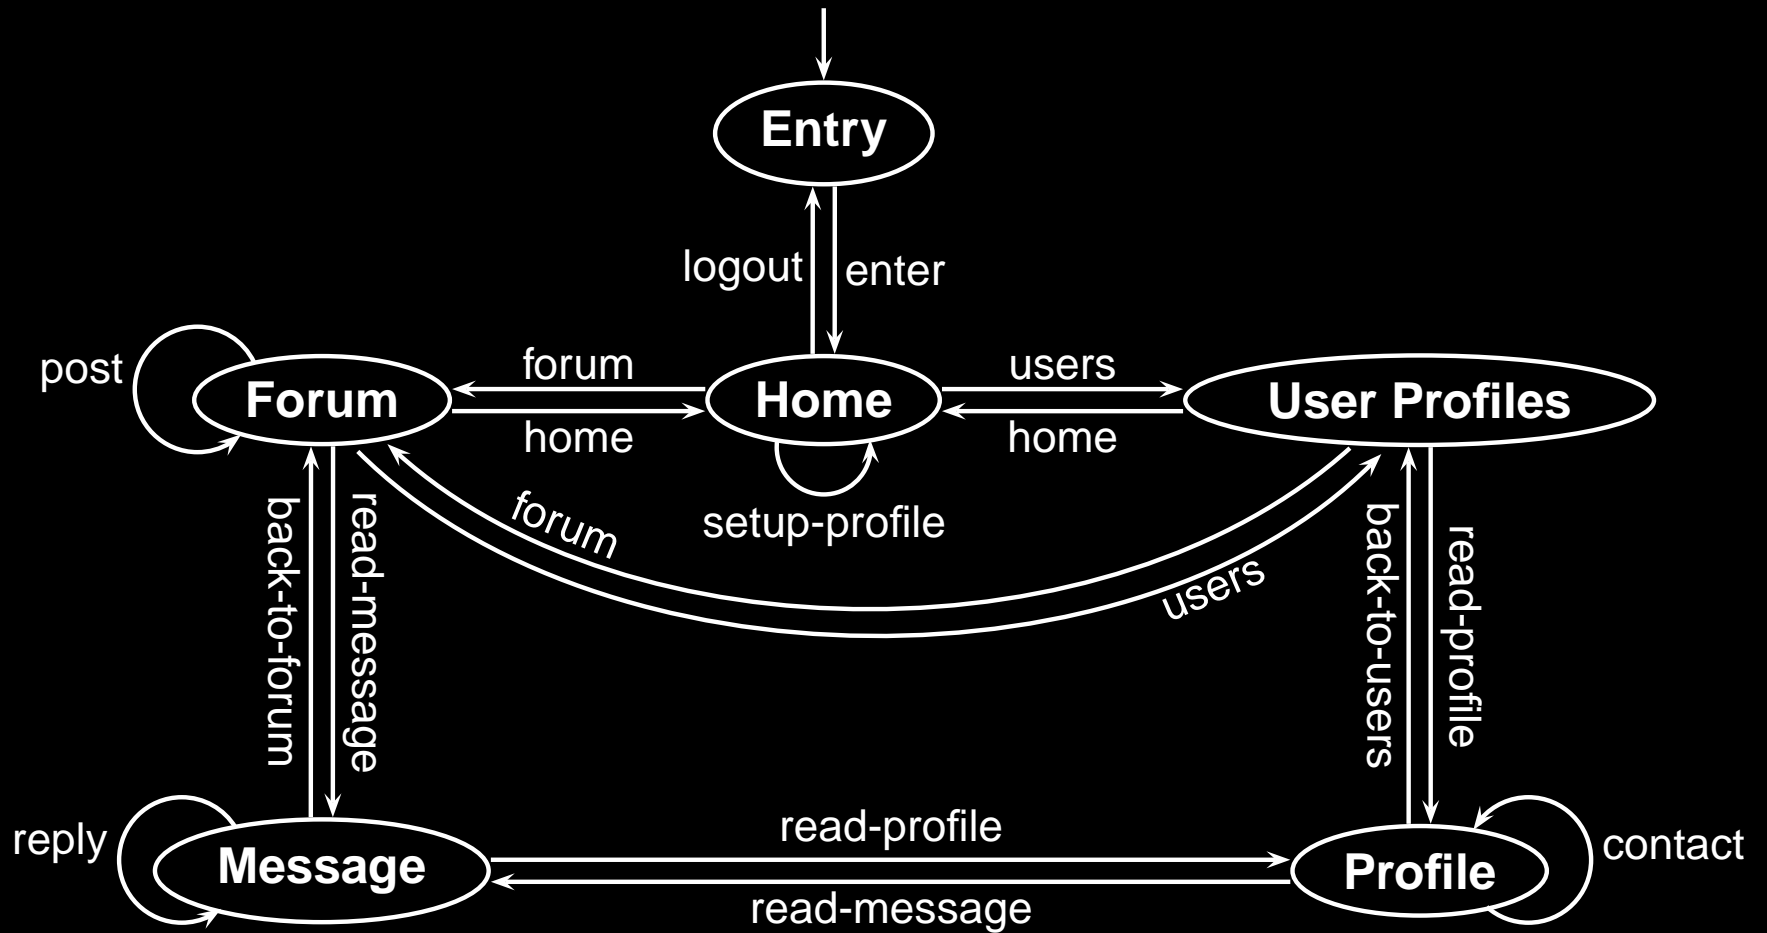 Entry
logout
enter
post
forum
users
Forum
Home
User Profiles
home
home
setup-profile
forum
users
back-to-forum
read-message
back-to-users
read-profile
reply
read-profile
contact
Message
Profile
read-message